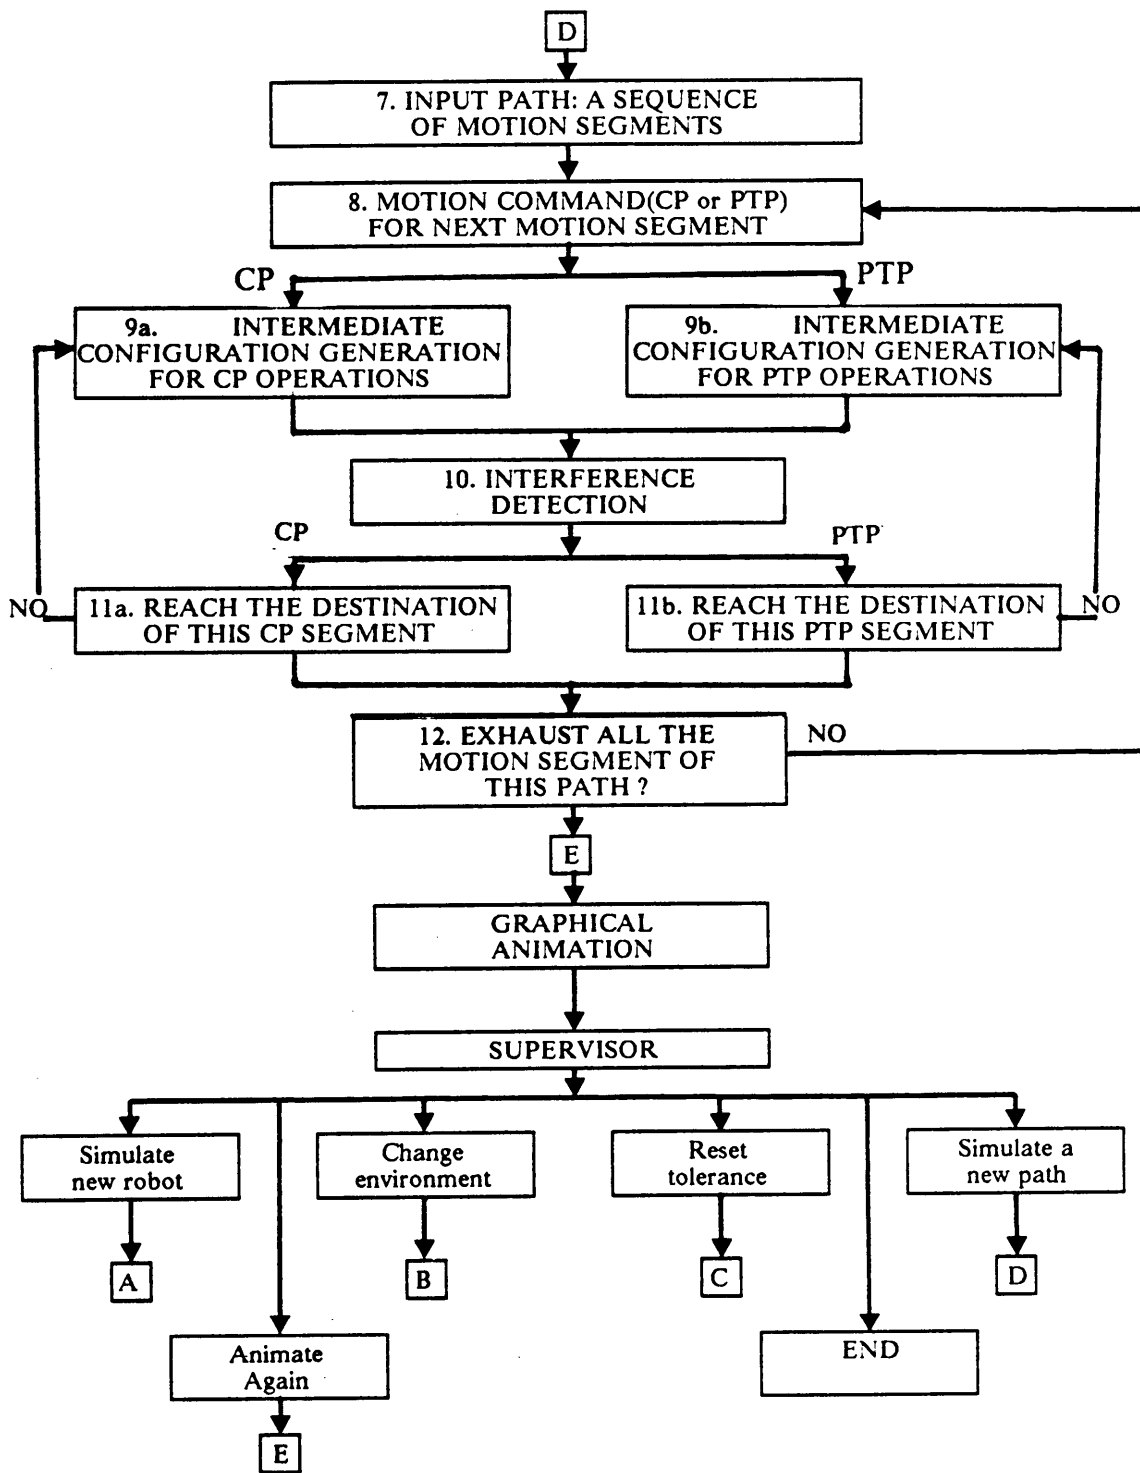 D
7. INPUT PATH: A SEQUENCE
OF MOTION SEGMENTS
8. MOTION COMMAND(CP or PTP)
FOR NEXT MOTION SEGMENT
CP
PTP
9a. INTERMEDIATE
CONFIGURATION GENERATION
FOR CP OPERATIONS
9b. INTERMEDIATE
CONFIGURATION GENERATION
FOR PTP OPERATIONS
10. INTERFERENCE
DETECTION
CP
PTP
NO
11a. REACH THE DESTINATION
OF THIS CP SEGMENT
11b. REACH THE DESTINATION
OF THIS PTP SEGMENT
NO
12. EXHAUST ALL THE
MOTION SEGMENT OF
THIS PATH ?
NO
E
GRAPHICAL
ANIMATION
SUPERVISOR
Simulate
new robot
Change
environment
Reset
tolerance
Simulate a
new path
A
B
C
D
Animate
Again
END
E